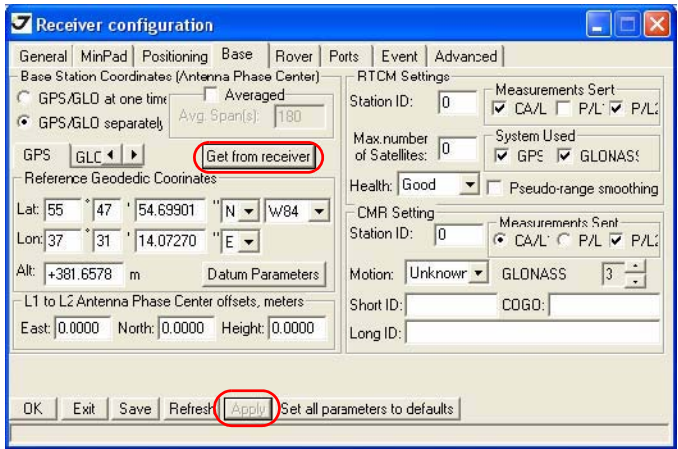 Receiver configuration
General MinPad Positioning Base Rover Ports Event Advanced
Base Station Coordinates (Antenna Phase Center)
GPS/GLO at one time
Averaged
GPS/GLO separately
Avg. Span(s): 180
GPS GLC
Get from receiver
Reference Geodedic Coorinates
Lat: 55 ° 47 ' 54.69901 " N W84
Lon: 37 ° 31 ' 14.07270 " E
Alt: +381.6578 m Datum Parameters
L1 to L2 Antenna Phase Center offsets, meters
East: 0.0000 North: 0.0000 Height: 0.0000
RTCM Settings
Station ID: 0
Measurements Sert
CA/L P/L' P/L2
Max.number
of Satellites: 0
System Used
GPS GLONASS
Health: Good
Pseudo-range smoothing
CMR Setting
Station ID: 0
Measurements Sent
CA/L' P/L P/L2
Motion: Unknowr GLONASS 3
Short ID: COGO:
Long ID:
OK Exit Save Refresh Apply Set all parameters to defaults